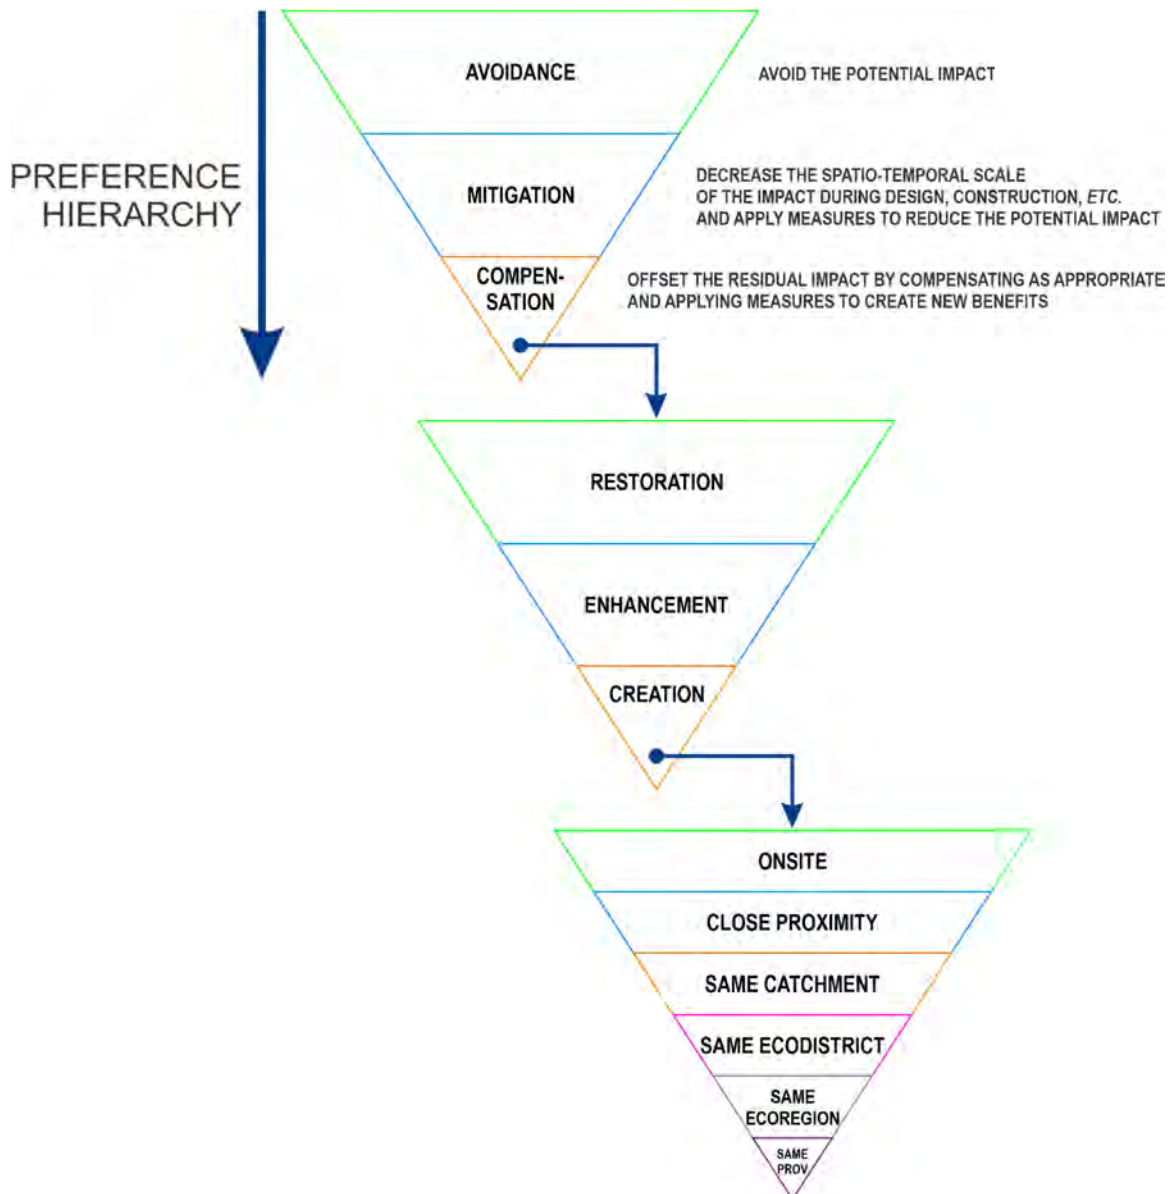 AVOIDANCE
AVOID THE POTENTIAL IMPACT
PREFERENCE
HIERARCHY
MITIGATION
DECREASE THE SPATIO-TEMPORAL SCALE
OF THE IMPACT DURING DESIGN, CONSTRUCTION, ETC.
AND APPLY MEASURES TO REDUCE THE POTENTIAL IMPACT
COMPEN-
SATION
OFFSET THE RESIDUAL IMPACT BY COMPENSATING AS APPROPRIATE
AND APPLYING MEASURES TO CREATE NEW BENEFITS
RESTORATION
ENHANCEMENT
CREATION
ONSITE
CLOSE PROXIMITY
SAME CATCHMENT
SAME ECODISTRICT
SAME
ECOREGION
SAME
PROV